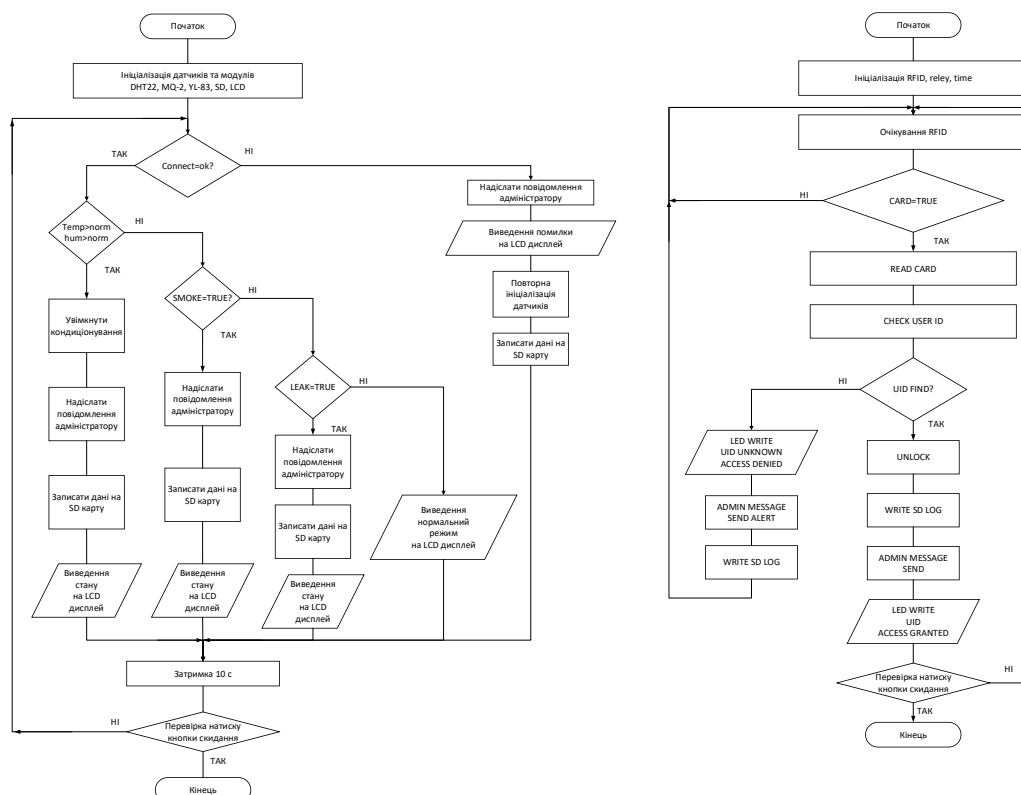 Початок
Ініціалізація датчиків та модулів
DHT22, MQ-2, YL-83, SD, LCD
Connect=ok?
ТАК
НІ
Temp>norm
hum>norm
НІ
ТАК
Увімкнути
кондиціонування
Надіслати
повідомлення
адміністратору
Записати дані на
SD карту
Виведення
стану
на LCD
дисплей
SMOKE=TRUE?
НІ
ТАК
Надіслати
повідомлення
адміністратору
Записати дані на
SD карту
Виведення
стану
на LCD
дисплей
LEAK=TRUE
НІ
ТАК
Надіслати
повідомлення
адміністратору
Записати дані на
SD карту
Виведення
стану
на LCD
дисплей
Виведення
нормальний
режим
на LCD дисплей
Надіслати повідомлення
адміністратору
Виведення помилки
на LCD дисплей
Повторна
ініціалізація
датчиків
Записати дані на
SD карту
Затримка 10 с
Перевірка натиску
кнопки скидання
НІ
ТАК
Кінець
Початок
Ініціалізація RFID, reley, time
Очікування RFID
CARD=TRUE
НІ
ТАК
READ CARD
CHECK USER ID
UID FIND?
НІ
ТАК
LED WRITE
UID UNKNOWN
ACCESS DENIED
ADMIN MESSAGE
SEND ALERT
WRITE SD LOG
UNLOCK
WRITE SD LOG
ADMIN MESSAGE
SEND
LED WRITE
UID
ACCESS GRANTED
Перевірка натиску
кнопки скидання
НІ
ТАК
Кінець